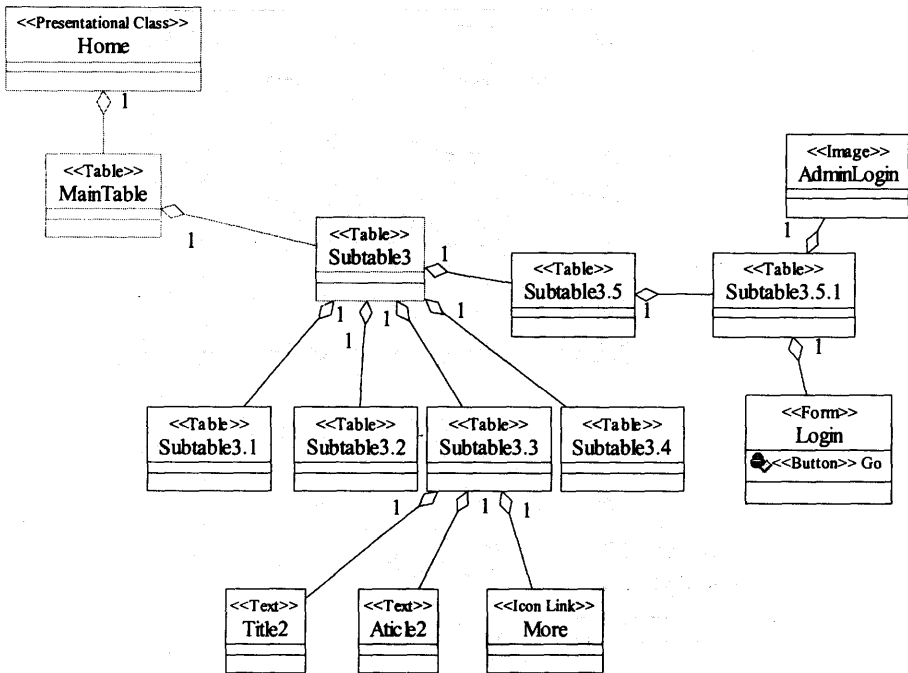 <<Presentational Class>>
Home
1
<<Table>>
MainTable
1
<<Image>>
AdminLogin
1
<<Table>>
Subtable3
1
<<Table>>
Subtable3.5
1
<<Table>>
Subtable3.5.1
1
1
1
1
1
<<Table>>
Subtable3.1
<<Table>>
Subtable3.2
<<Table>>
Subtable3.3
<<Table>>
Subtable3.4
<<Form>>
Login
<<Button>> Go
1
1
1
<<Text>>
Title2
<<Text>>
Aticle2
<<Icon Link>>
More